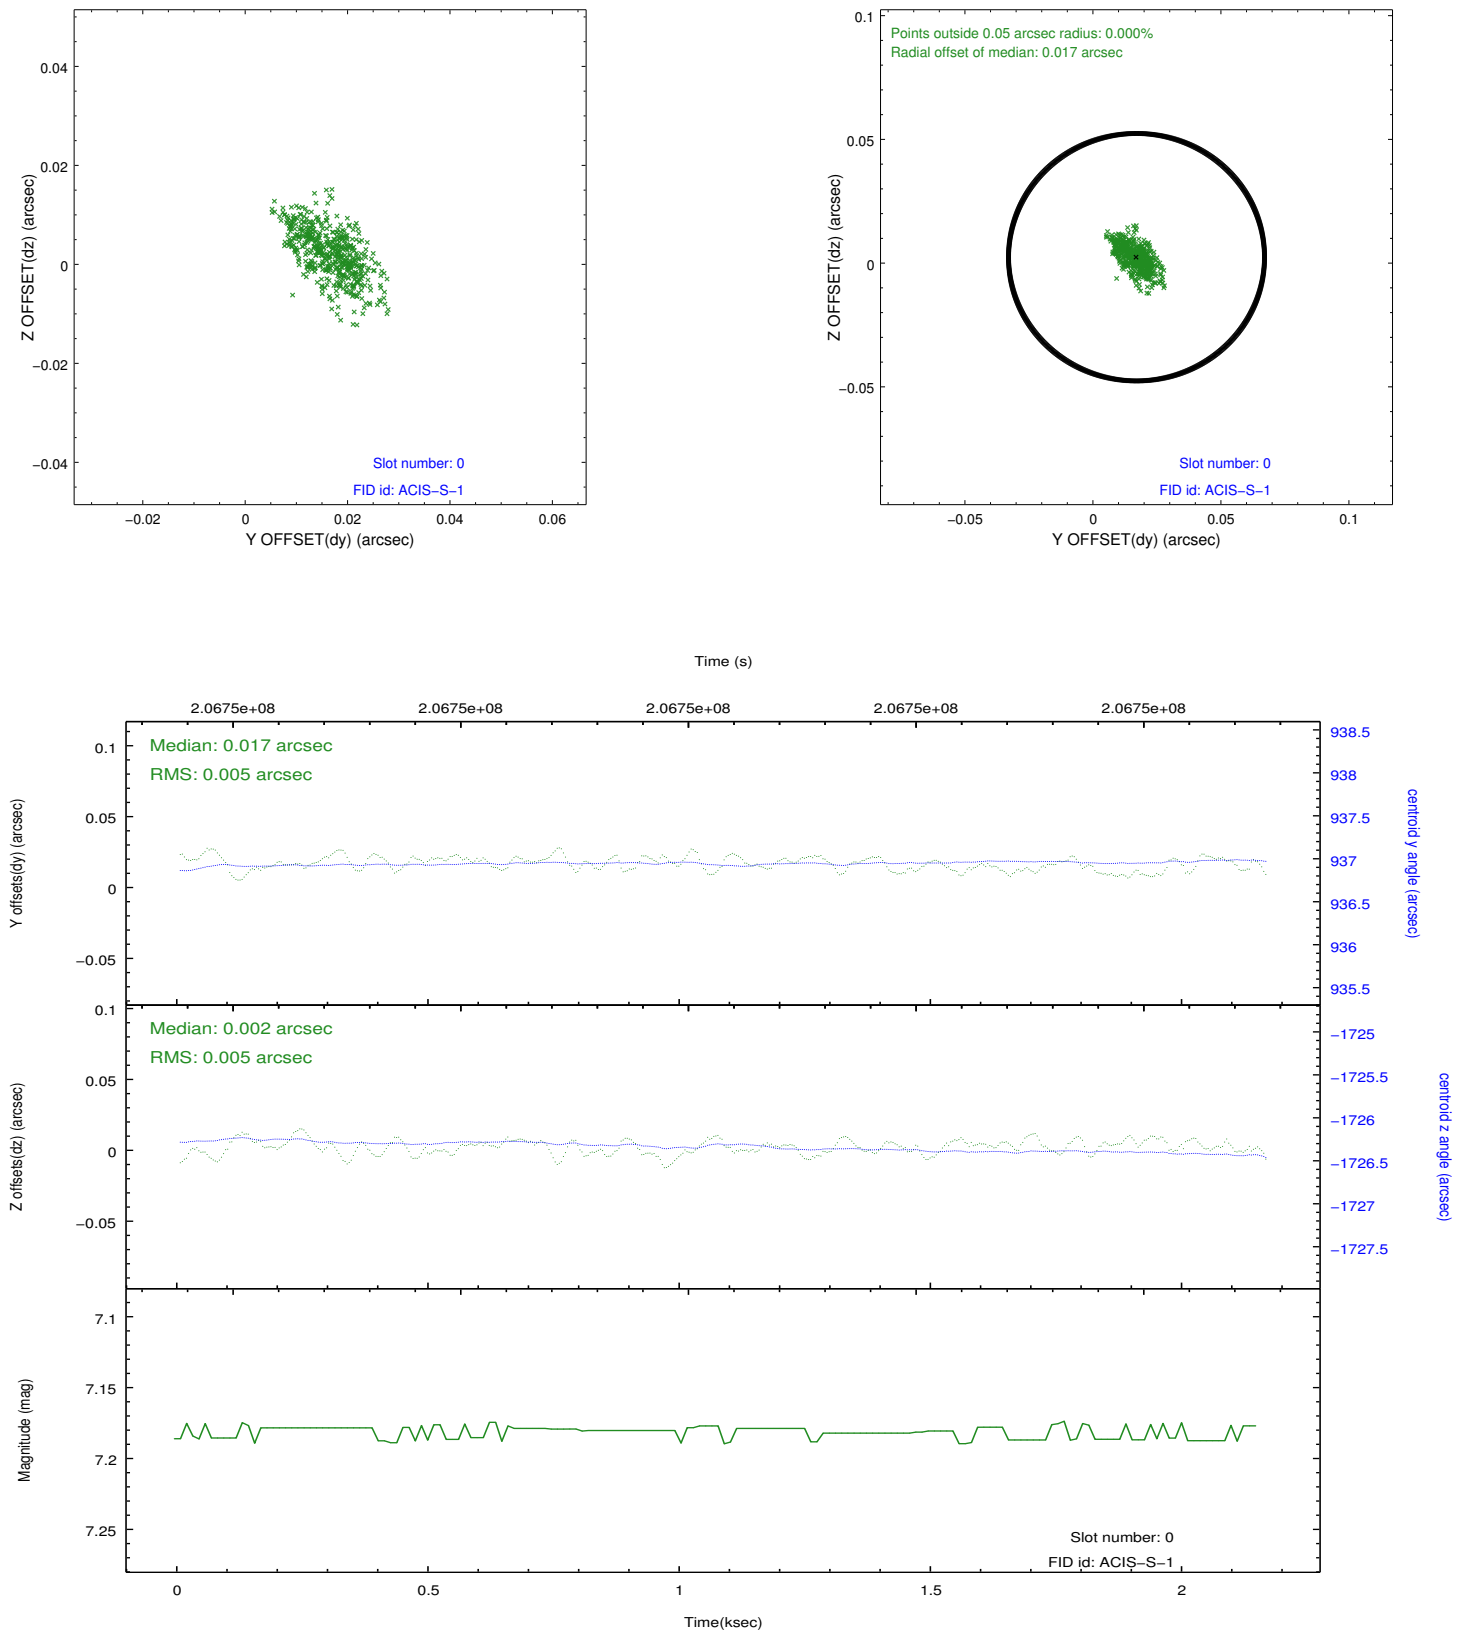 0.04
0.02
0
−0.02
−0.04
Z OFFSET(dz) (arcsec)
Slot number: 0
FID id: ACIS−S−1
−0.02 0 0.02 0.04 0.06
Y OFFSET(dy) (arcsec)
Points outside 0.05 arcsec radius: 0.000%
Radial offset of median: 0.017 arcsec
0.1
0.05
0
−0.05
Z OFFSET(dz) (arcsec)
Slot number: 0
FID id: ACIS−S−1
−0.05 0 0.05 0.1
Y OFFSET(dy) (arcsec)
Time (s)
2.0675e+08 2.0675e+08 2.0675e+08 2.0675e+08 2.0675e+08
Median: 0.017 arcsec
RMS: 0.005 arcsec
0.1
0.05
0
−0.05
Y offsets(dy) (arcsec)
938.5
938
937.5
937
936.5
936
935.5
centroid y angle (arcsec)
Median: 0.002 arcsec
RMS: 0.005 arcsec
0.1
0.05
0
−0.05
Z offsets(dz) (arcsec)
−1725
−1725.5
−1726
−1726.5
−1727
−1727.5
centroid z angle (arcsec)
7.1
7.15
7.2
7.25
Magnitude (mag)
Slot number: 0
FID id: ACIS−S−1
0 0.5 1 1.5 2
Time(ksec)